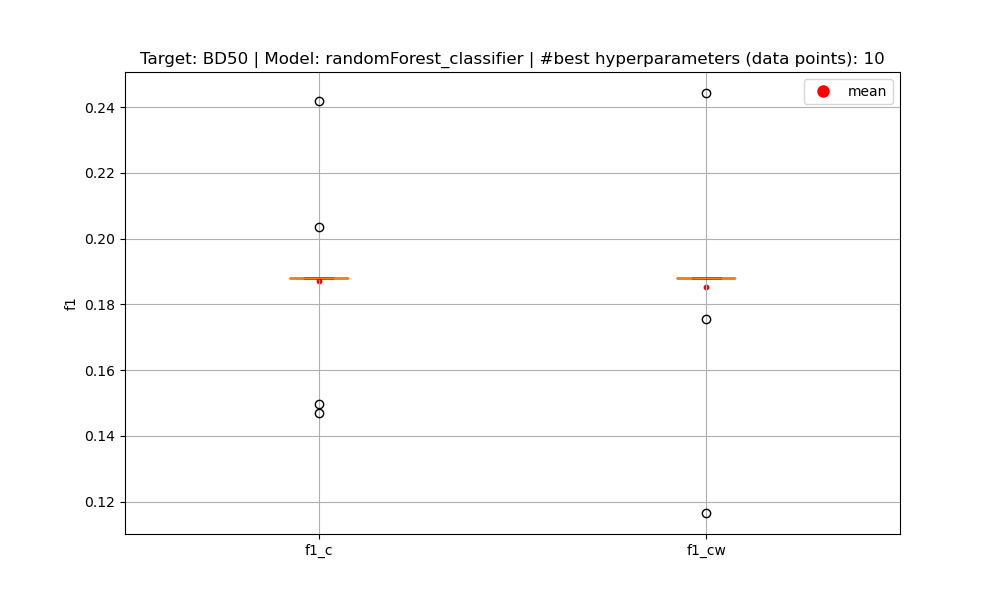 Target: BD50 | Model: randomForest_classifier | #best hyperparameters (data points): 10
mean
0.24
0.22
0.20
0.18
0.16
0.14
0.12
f1
f1_c
f1_cw